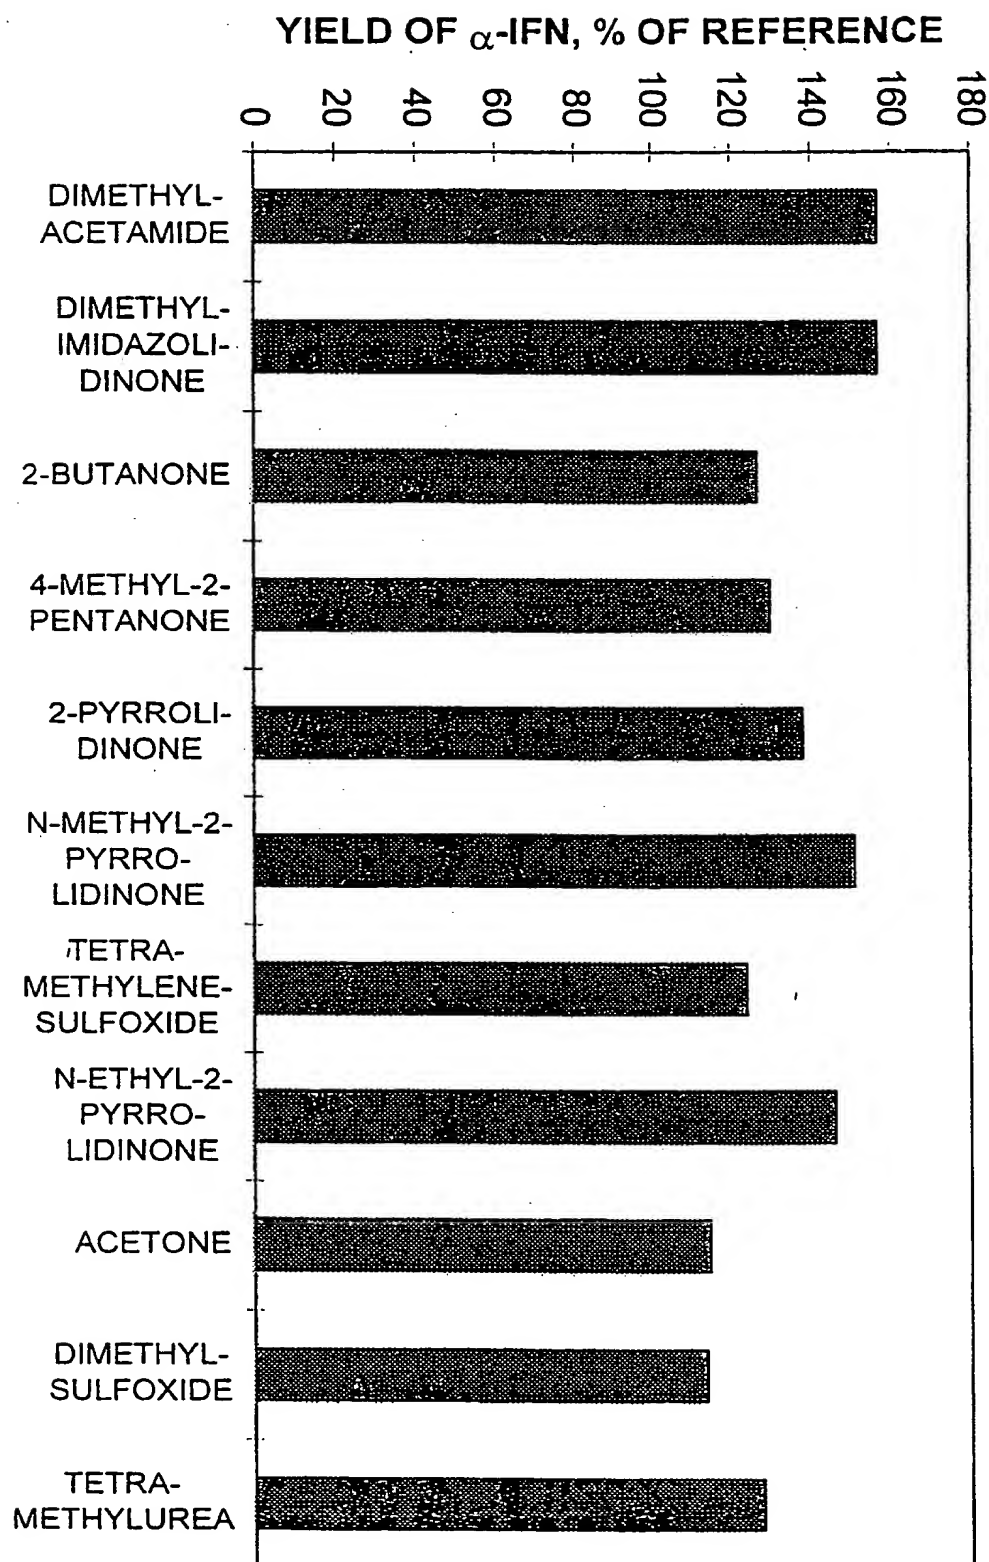 YIELD OF α-IFN, % OF REFERENCE
0
20
40
60
80
100
120
140
160
180
DIMETHYL-
ACETAMIDE
DIMETHYL-
IMIDAZOLI-
DINONE
2-BUTANONE
4-METHYL-2-
PENTANONE
2-PYRROLI-
DINONE
N-METHYL-2-
PYRRO-
LIDINONE
TETRA-
METHYLENE-
SULFOXIDE
N-ETHYL-2-
PYRRO-
LIDINONE
ACETONE
DIMETHYL-
SULFOXIDE
TETRA-
METHYLUREA